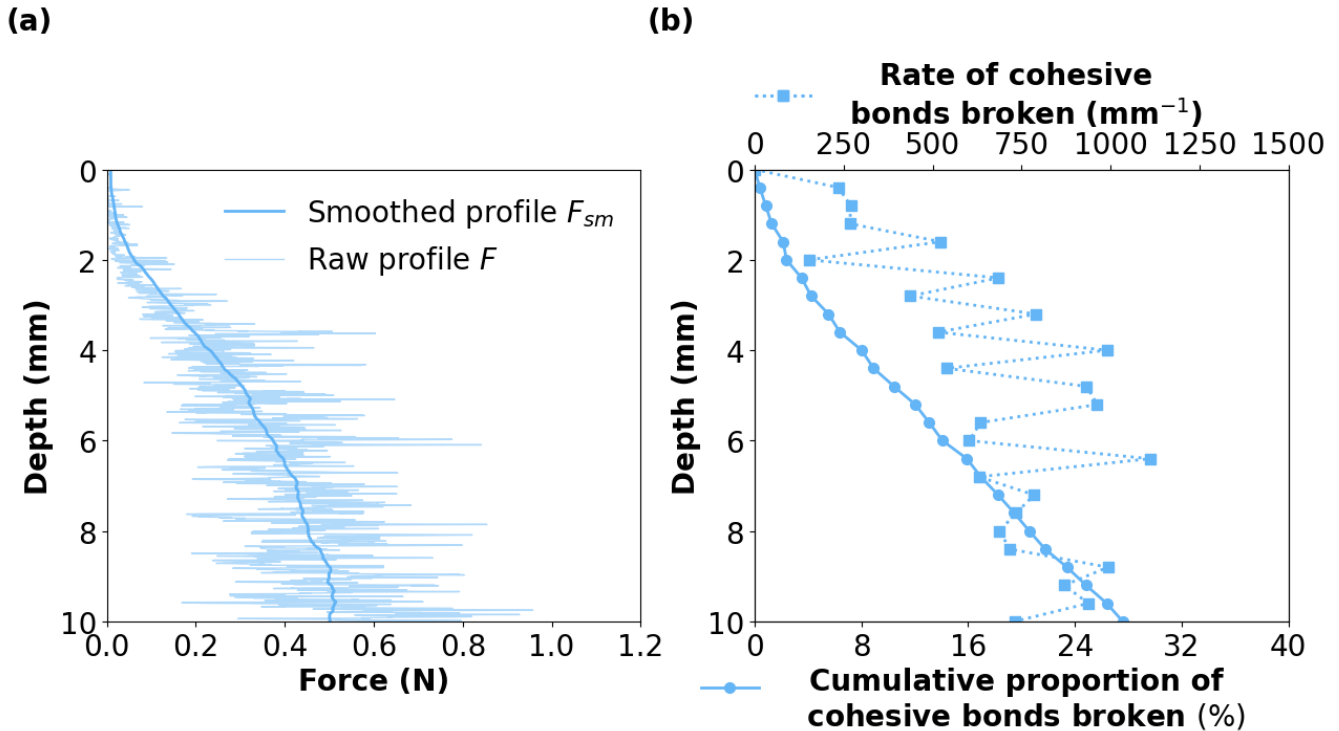 (a)
(b)
Rate of cohesive
bonds broken (mm⁻¹)
0 250 500 750 1000 1250 1500
0
2
4
6
8
10
Depth (mm)
Smoothed profile F_sm
Raw profile F
0.0 0.2 0.4 0.6 0.8 1.0 1.2
Force (N)
0
2
4
6
8
10
Depth (mm)
0 8 16 24 32 40
Cumulative proportion of
cohesive bonds broken (%)